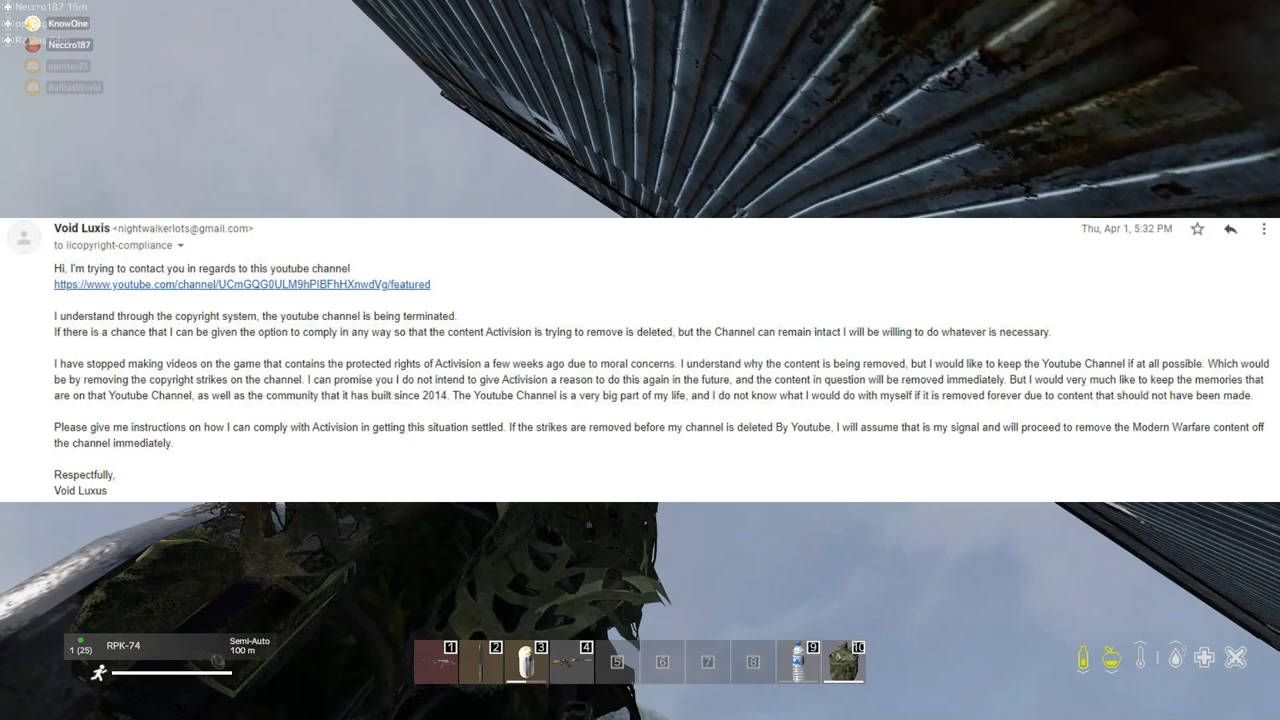 Neccro187 15m
KnowOne
Neccro187
pporter23
RalitasWorld
Void Luxis <nightwalkerlots@gmail.com>
Thu, Apr 1, 5:32 PM
to iicopyright-compliance
Hi, I'm trying to contact you in regards to this youtube channel
https://www.youtube.com/channel/UCmGQG0ULM9hPIBFhHXnwdVg/featured
I understand through the copyright system, the youtube channel is being terminated.
If there is a chance that I can be given the option to comply in any way so that the content Activision is trying to remove is deleted, but the Channel can remain intact I will be willing to do whatever is necessary.
I have stopped making videos on the game that contains the protected rights of Activision a few weeks ago due to moral concerns. I understand why the content is being removed, but I would like to keep the Youtube Channel if at all possible. Which would
be by removing the copyright strikes on the channel. I can promise you I do not intend to give Activision a reason to do this again in the future, and the content in question will be removed immediately. But I would very much like to keep the memories that
are on that Youtube Channel, as well as the community that it has built since 2014. The Youtube Channel is a very big part of my life, and I do not know what I would do with myself if it is removed forever due to content that should not have been made.
Please give me instructions on how I can comply with Activision in getting this situation settled. If the strikes are removed before my channel is deleted By Youtube, I will assume that is my signal and will proceed to remove the Modern Warfare content off
the channel immediately.
Respectfully,
Void Luxus
1 (25)
RPK-74
Semi-Auto
100 m
1
2
3
4
5
6
7
8
9
10